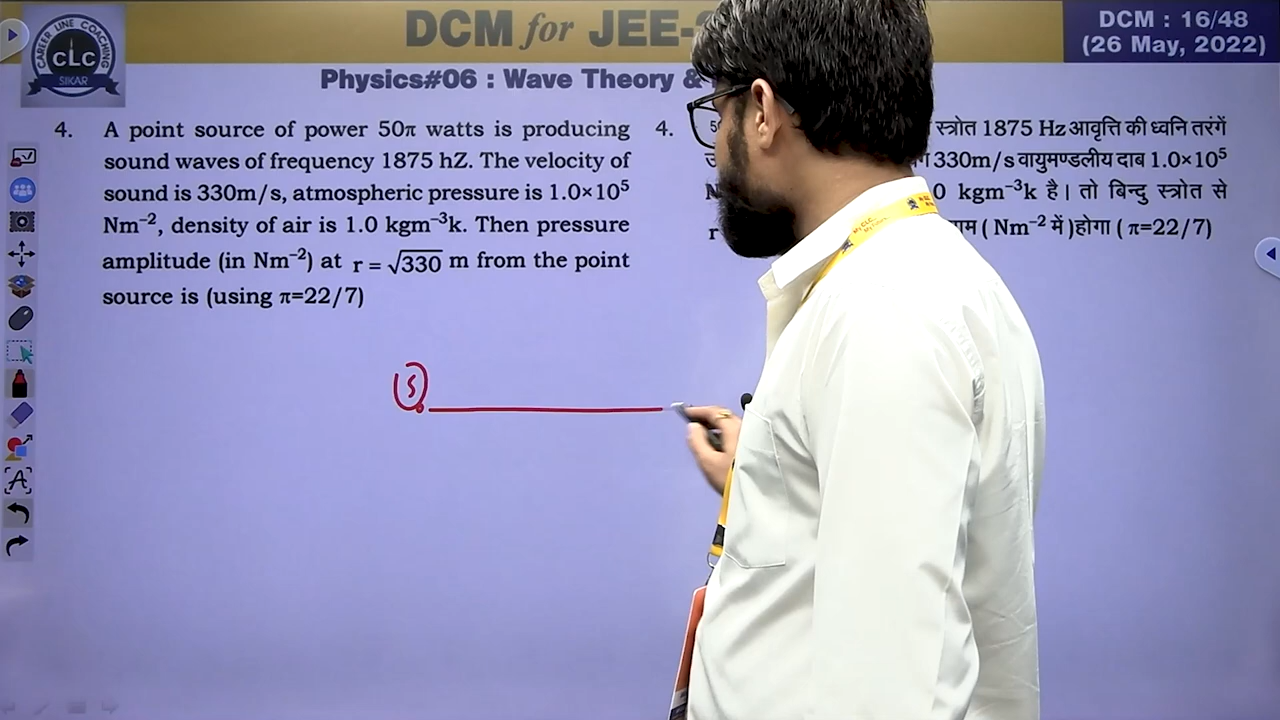 DCM for JEE-
DCM : 16/48
(26 May, 2022)
CAREER LINE COACHING
CLC
SIKAR
Physics#06 : Wave Theory &
4. A point source of power 50π watts is producing
sound waves of frequency 1875 hZ. The velocity of
sound is 330m/s, atmospheric pressure is 1.0×10⁵
Nm⁻², density of air is 1.0 kgm⁻³k. Then pressure
amplitude (in Nm⁻²) at r = √330 m from the point
source is (using π=22/7)
4. स्त्रोत 1875 Hz आवृत्ति की ध्वनि तरंगें
330m/s वायुमण्डलीय दाब 1.0×10⁵
0 kgm⁻³k है। तो बिन्दु स्त्रोत से
( Nm⁻² में )होगा ( π=22/7)
S